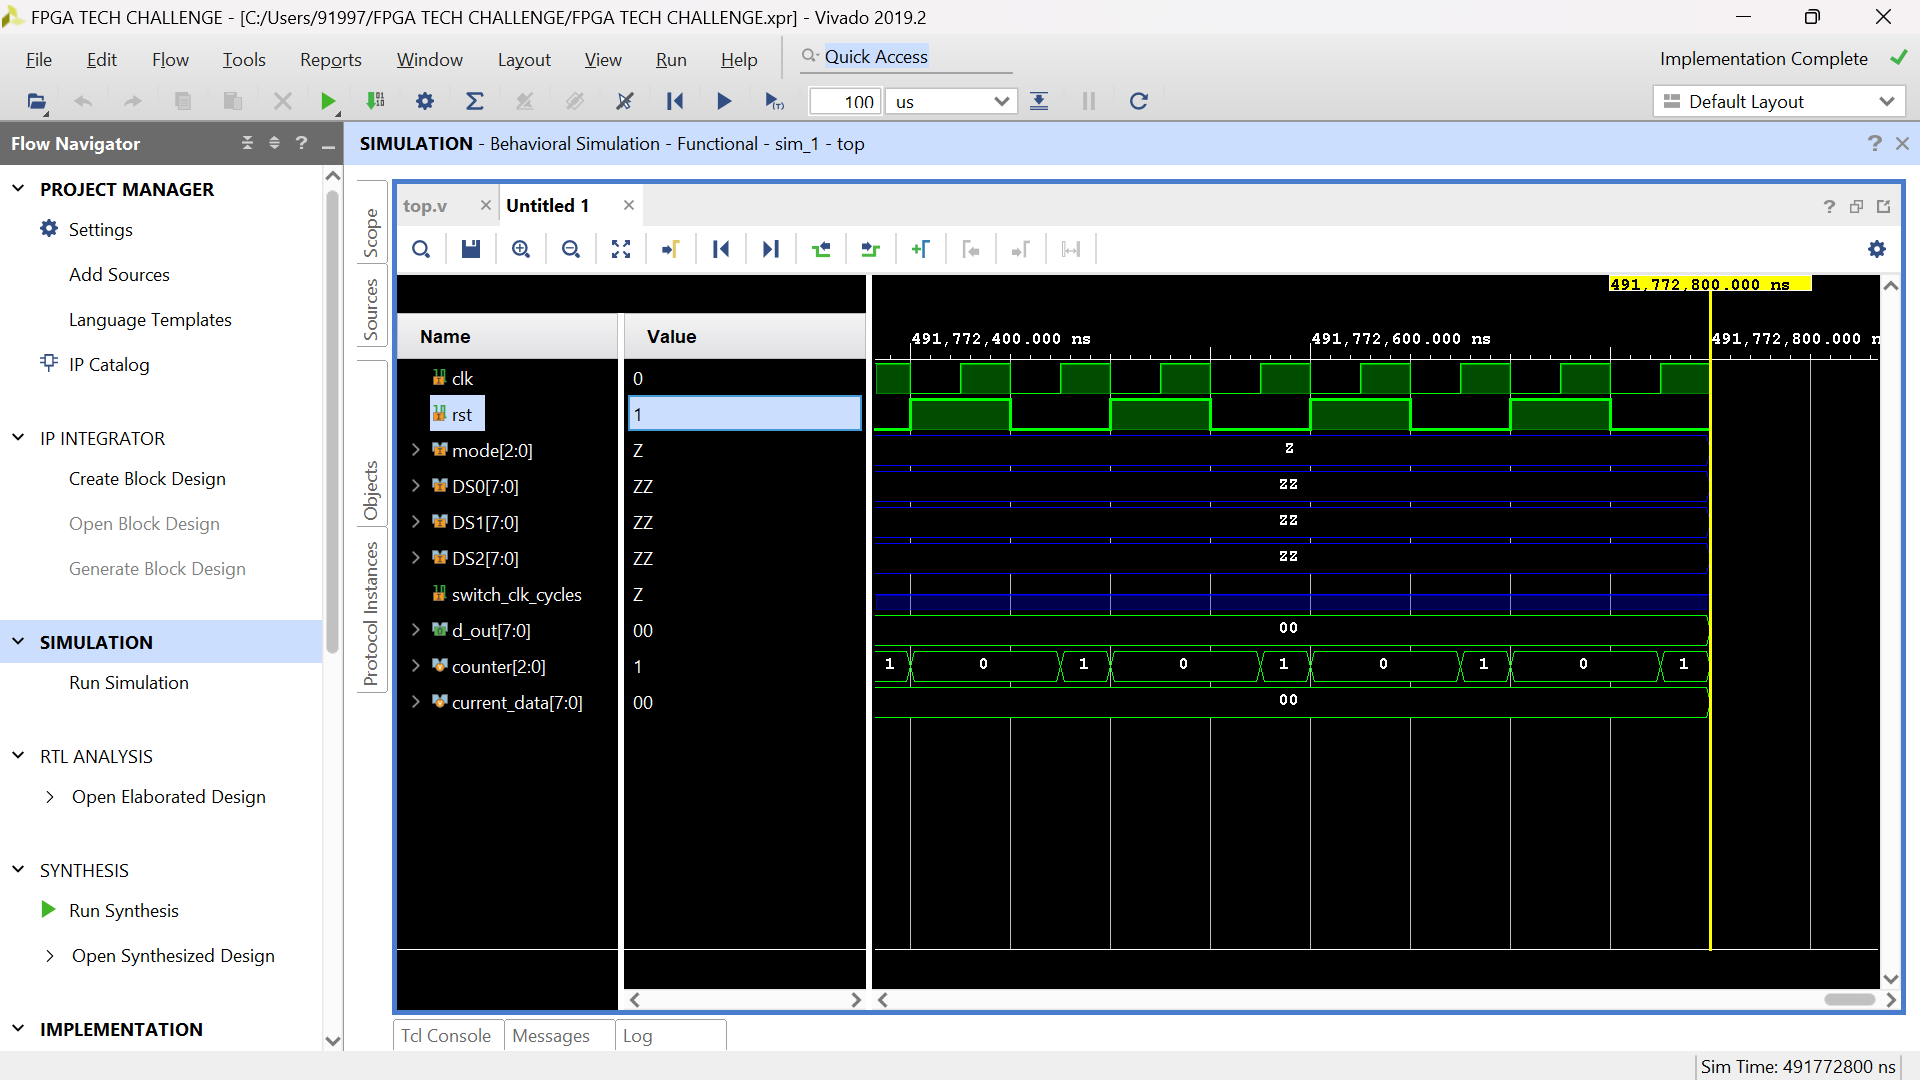 FPGA TECH CHALLENGE - [C:/Users/91997/FPGA TECH CHALLENGE/FPGA TECH CHALLENGE.xpr] - Vivado 2019.2
File Edit Flow Tools Reports Window Layout View Run Help Quick Access Implementation Complete
100 us Default Layout
Flow Navigator
SIMULATION - Behavioral Simulation - Functional - sim_1 - top
PROJECT MANAGER
Settings
Add Sources
Language Templates
IP Catalog
IP INTEGRATOR
Create Block Design
Open Block Design
Generate Block Design
SIMULATION
Run Simulation
RTL ANALYSIS
Open Elaborated Design
SYNTHESIS
Run Synthesis
Open Synthesized Design
IMPLEMENTATION
Scope
Sources
Objects
Protocol Instances
top.v Untitled 1
491,772,800.000 ns
Name Value 491,772,400.000 ns 491,772,600.000 ns 491,772,800.000 n
clk 0
rst 1
mode[2:0] Z Z
DS0[7:0] ZZ ZZ
DS1[7:0] ZZ ZZ
DS2[7:0] ZZ ZZ
switch_clk_cycles Z
d_out[7:0] 00 00
counter[2:0] 1 1 0 1 0 1 0 1 0 1
current_data[7:0] 00 00
Tcl Console Messages Log
Sim Time: 491772800 ns